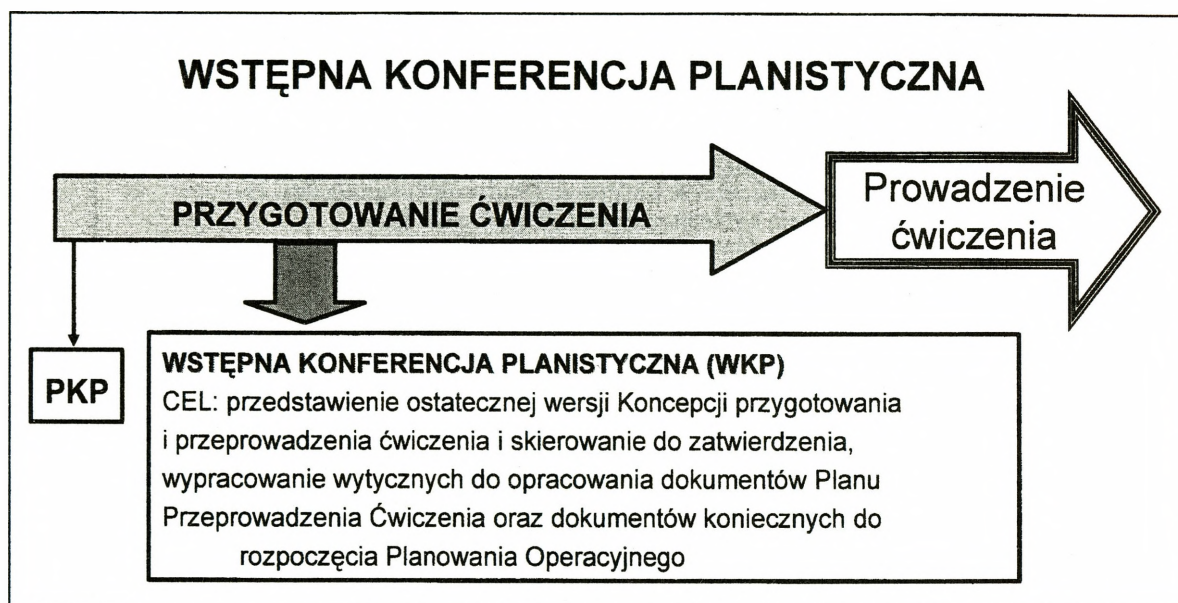 WSTĘPNA KONFERENCJA PLANISTYCZNA
PRZYGOTOWANIE ĆWICZENIA
Prowadzenie
ćwiczenia
PKP
WSTĘPNA KONFERENCJA PLANISTYCZNA (WKP)
CEL: przedstawienie ostatecznej wersji Koncepcji przygotowania
i przeprowadzenia ćwiczenia i skierowanie do zatwierdzenia,
wypracowanie wytycznych do opracowania dokumentów Planu
Przeprowadzenia Ćwiczenia oraz dokumentów koniecznych do
rozpoczęcia Planowania Operacyjnego